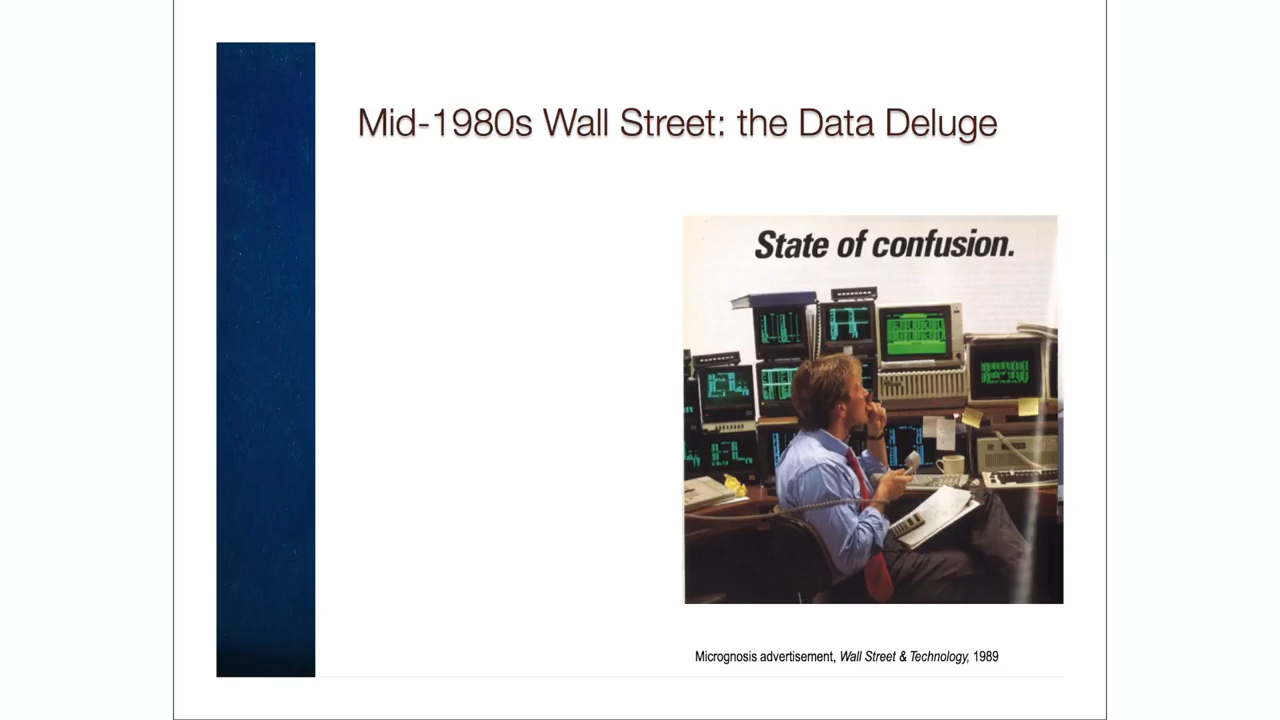 Mid-1980s Wall Street: the Data Deluge
State of confusion.
Micrognosis advertisement, Wall Street & Technology, 1989